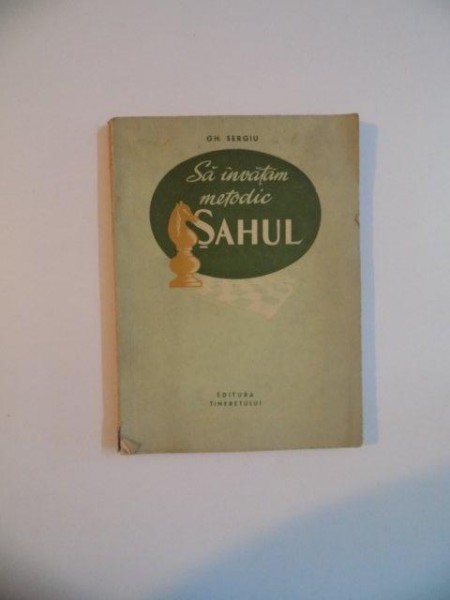 GH. SERGIU
Să învățăm
metodic
ȘAHUL
EDITURA
TINERETULUI